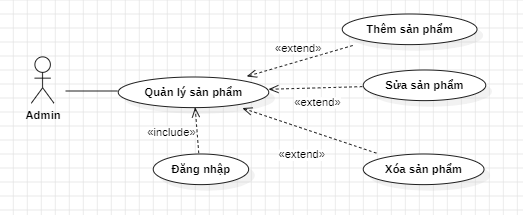 Thêm sản phẩm
«extend»
Quản lý sản phẩm
Sửa sản phẩm
«extend»
Admin
«include»
«extend»
Đăng nhập
Xóa sản phẩm